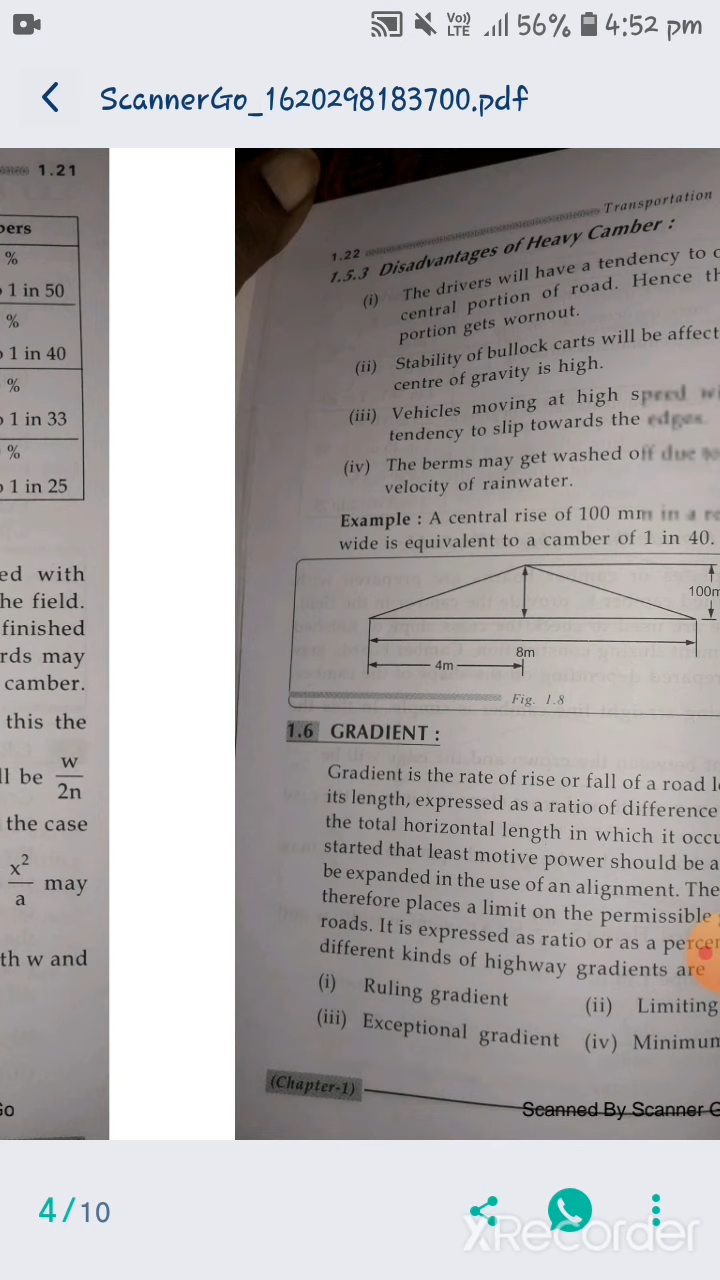 Vo))
LTE
56%
4:52 pm
ScannerGo_1620298183700.pdf
1.21
%
1 in 50
%
1 in 40
%
1 in 33
%
1 in 25
ed with
he field.
finished
rds may
camber.
this the
ll be w/2n
the case
x²/a may
th w and
1.22 Transportation
1.5.3 Disadvantages of Heavy Camber :
(i) The drivers will have a tendency to
central portion of road. Hence
portion gets wornout.
(ii) Stability of bullock carts will be affect
centre of gravity is high.
(iii) Vehicles moving at high speed
tendency to slip towards the edges.
(iv) The berms may get washed off due
velocity of rainwater.
Example : A central rise of 100 mm in a
wide is equivalent to a camber of 1 in 40.
100m
8m
4m
Fig. 1.8
1.6 GRADIENT :
Gradient is the rate of rise or fall of a road
its length, expressed as a ratio of difference
the total horizontal length in which it occu
started that least motive power should be a
be expanded in the use of an alignment. The
therefore places a limit on the permissible
roads. It is expressed as ratio or as a percen
different kinds of highway gradients are
(i) Ruling gradient (ii) Limiting
(iii) Exceptional gradient (iv) Minimum
(Chapter-1)
Scanned By Scanner G
4/10
XRecorder